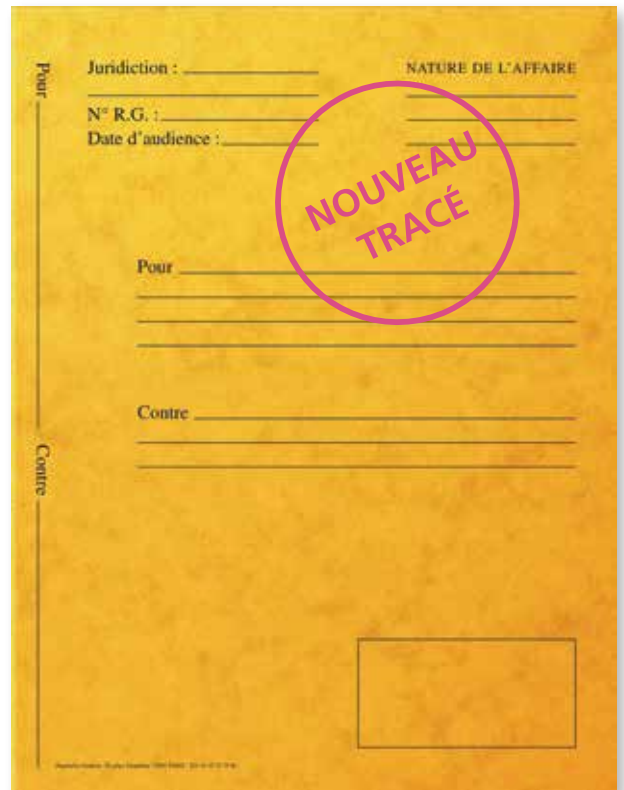 Pour
Juridiction :
NATURE DE L'AFFAIRE
N° R.G. :
Date d'audience :
NOUVEAU
TRACÉ
Pour
Contre
Contre